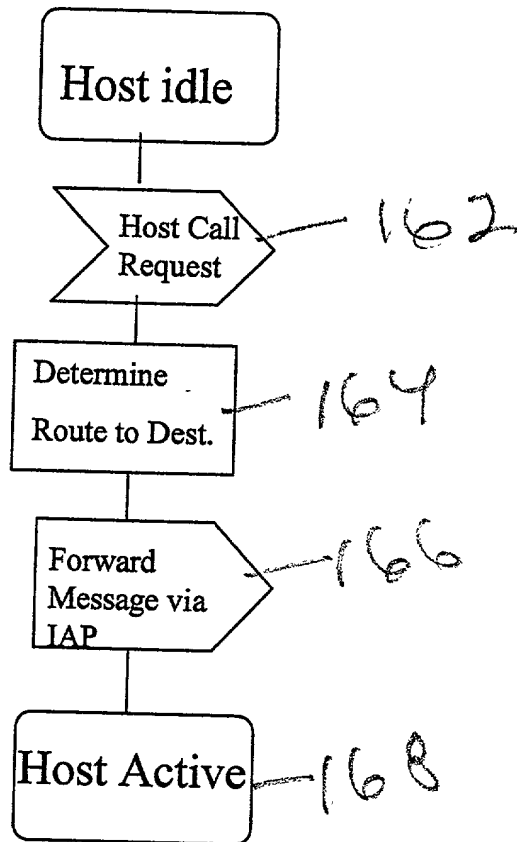 Host idle
Host Call
Request
162
Determine
Route to Dest.
164
Forward
Message via
IAP
166
Host Active
168